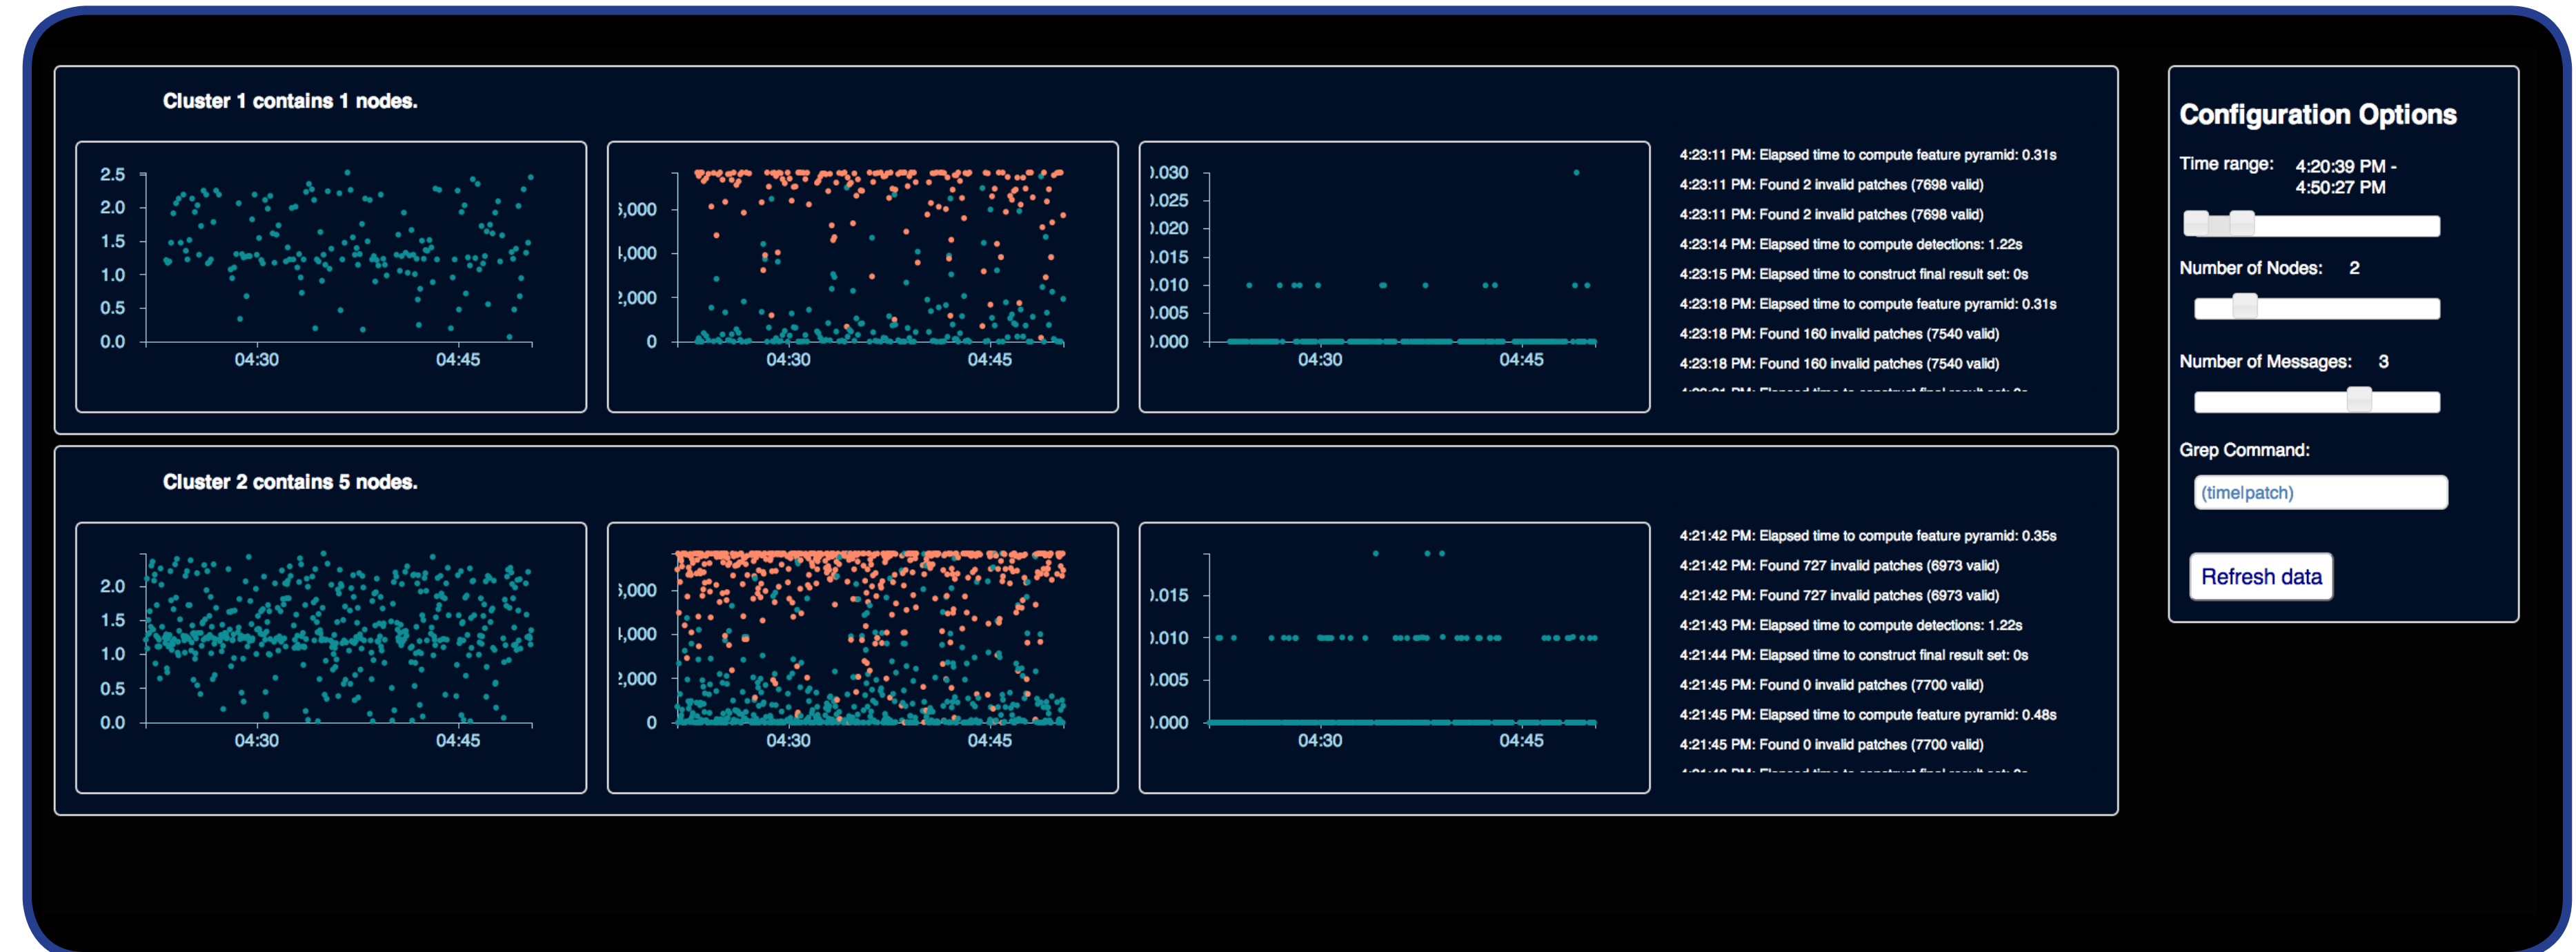 Cluster 1 contains 1 nodes.
2.5
2.0
1.5
1.0
0.5
0.0
04:30
04:45
,000
,000
,000
0
04:30
04:45
.030
.025
.020
.015
.010
.005
.000
04:30
04:45
4:23:11 PM: Elapsed time to compute feature pyramid: 0.31s
4:23:11 PM: Found 2 invalid patches (7698 valid)
4:23:11 PM: Found 2 invalid patches (7698 valid)
4:23:14 PM: Elapsed time to compute detections: 1.22s
4:23:15 PM: Elapsed time to construct final result set: 0s
4:23:18 PM: Elapsed time to compute feature pyramid: 0.31s
4:23:18 PM: Found 160 invalid patches (7540 valid)
4:23:18 PM: Found 160 invalid patches (7540 valid)
Cluster 2 contains 5 nodes.
2.0
1.5
1.0
0.5
0.0
04:30
04:45
,000
4,000
,000
0
04:30
04:45
.015
.010
.005
.000
04:30
04:45
4:21:42 PM: Elapsed time to compute feature pyramid: 0.35s
4:21:42 PM: Found 727 invalid patches (6973 valid)
4:21:42 PM: Found 727 invalid patches (6973 valid)
4:21:43 PM: Elapsed time to compute detections: 1.22s
4:21:44 PM: Elapsed time to construct final result set: 0s
4:21:45 PM: Found 0 invalid patches (7700 valid)
4:21:45 PM: Elapsed time to compute feature pyramid: 0.48s
4:21:45 PM: Found 0 invalid patches (7700 valid)
Configuration Options
Time range: 4:20:39 PM -
4:50:27 PM
Number of Nodes: 2
Number of Messages: 3
Grep Command:
(time|patch)
Refresh data